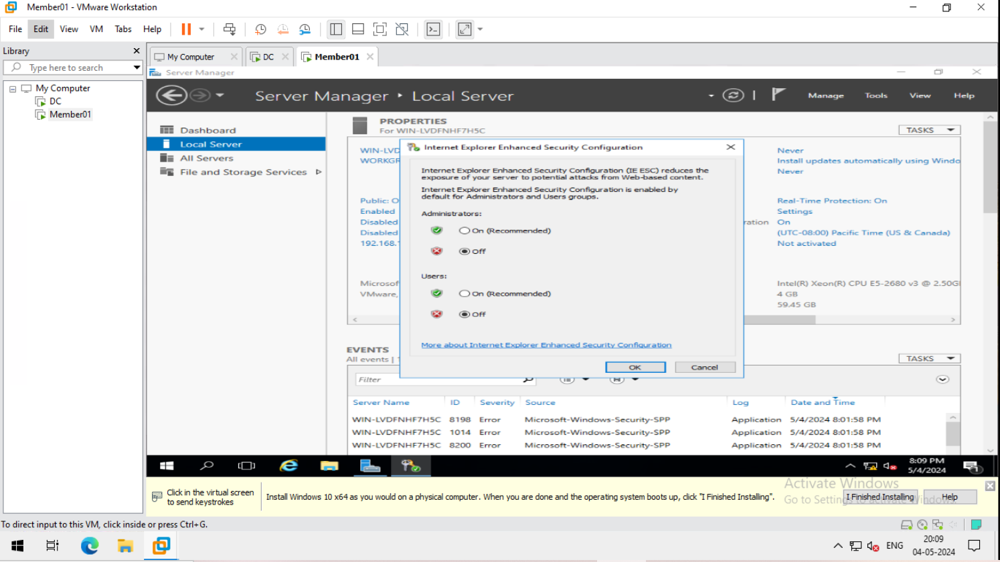 Member01 - VMware Workstation
File Edit View VM Tabs Help
Library
Type here to search
My Computer
DC
Member01
My Computer DC Member01
Server Manager
Server Manager Local Server
Manage Tools View Help
Dashboard
Local Server
All Servers
File and Storage Services
PROPERTIES
For WIN-LVDFNHF7H5C
TASKS
WIN-LVD
WORKGR
Public: O
Enabled
Disabled
Disabled
192.168.
Microsof
VMware,
Internet Explorer Enhanced Security Configuration
Internet Explorer Enhanced Security Configuration (IE ESC) reduces the
exposure of your server to potential attacks from Web-based content.
Internet Explorer Enhanced Security Configuration is enabled by
default for Administrators and Users groups.
Administrators:
On (Recommended)
Off
Users:
On (Recommended)
Off
More about Internet Explorer Enhanced Security Configuration
OK Cancel
Never
Install updates automatically using Windo
Never
Real-Time Protection: On
Settings
ration On
(UTC-08:00) Pacific Time (US & Canada)
Not activated
Intel(R) Xeon(R) CPU E5-2680 v3 @ 2.50G
4 GB
59.45 GB
EVENTS
All events |
TASKS
Filter
Server Name ID Severity Source Log Date and Time
WIN-LVDFNHF7H5C 8198 Error Microsoft-Windows-Security-SPP Application 5/4/2024 8:01:58 PM
WIN-LVDFNHF7H5C 1014 Error Microsoft-Windows-Security-SPP Application 5/4/2024 8:01:58 PM
WIN-LVDFNHF7H5C 8200 Error Microsoft-Windows-Security-SPP Application 5/4/2024 8:01:58 PM
8:09 PM
5/4/2024
1
Click in the virtual screen
to send keystrokes
Install Windows 10 x64 as you would on a physical computer. When you are done and the operating system boots up, click "I Finished Installing".
Activate Windows
Go to Settings to activate Windows.
I Finished Installing Help
To direct input to this VM, click inside or press Ctrl+G.
ENG
20:09
04-05-2024